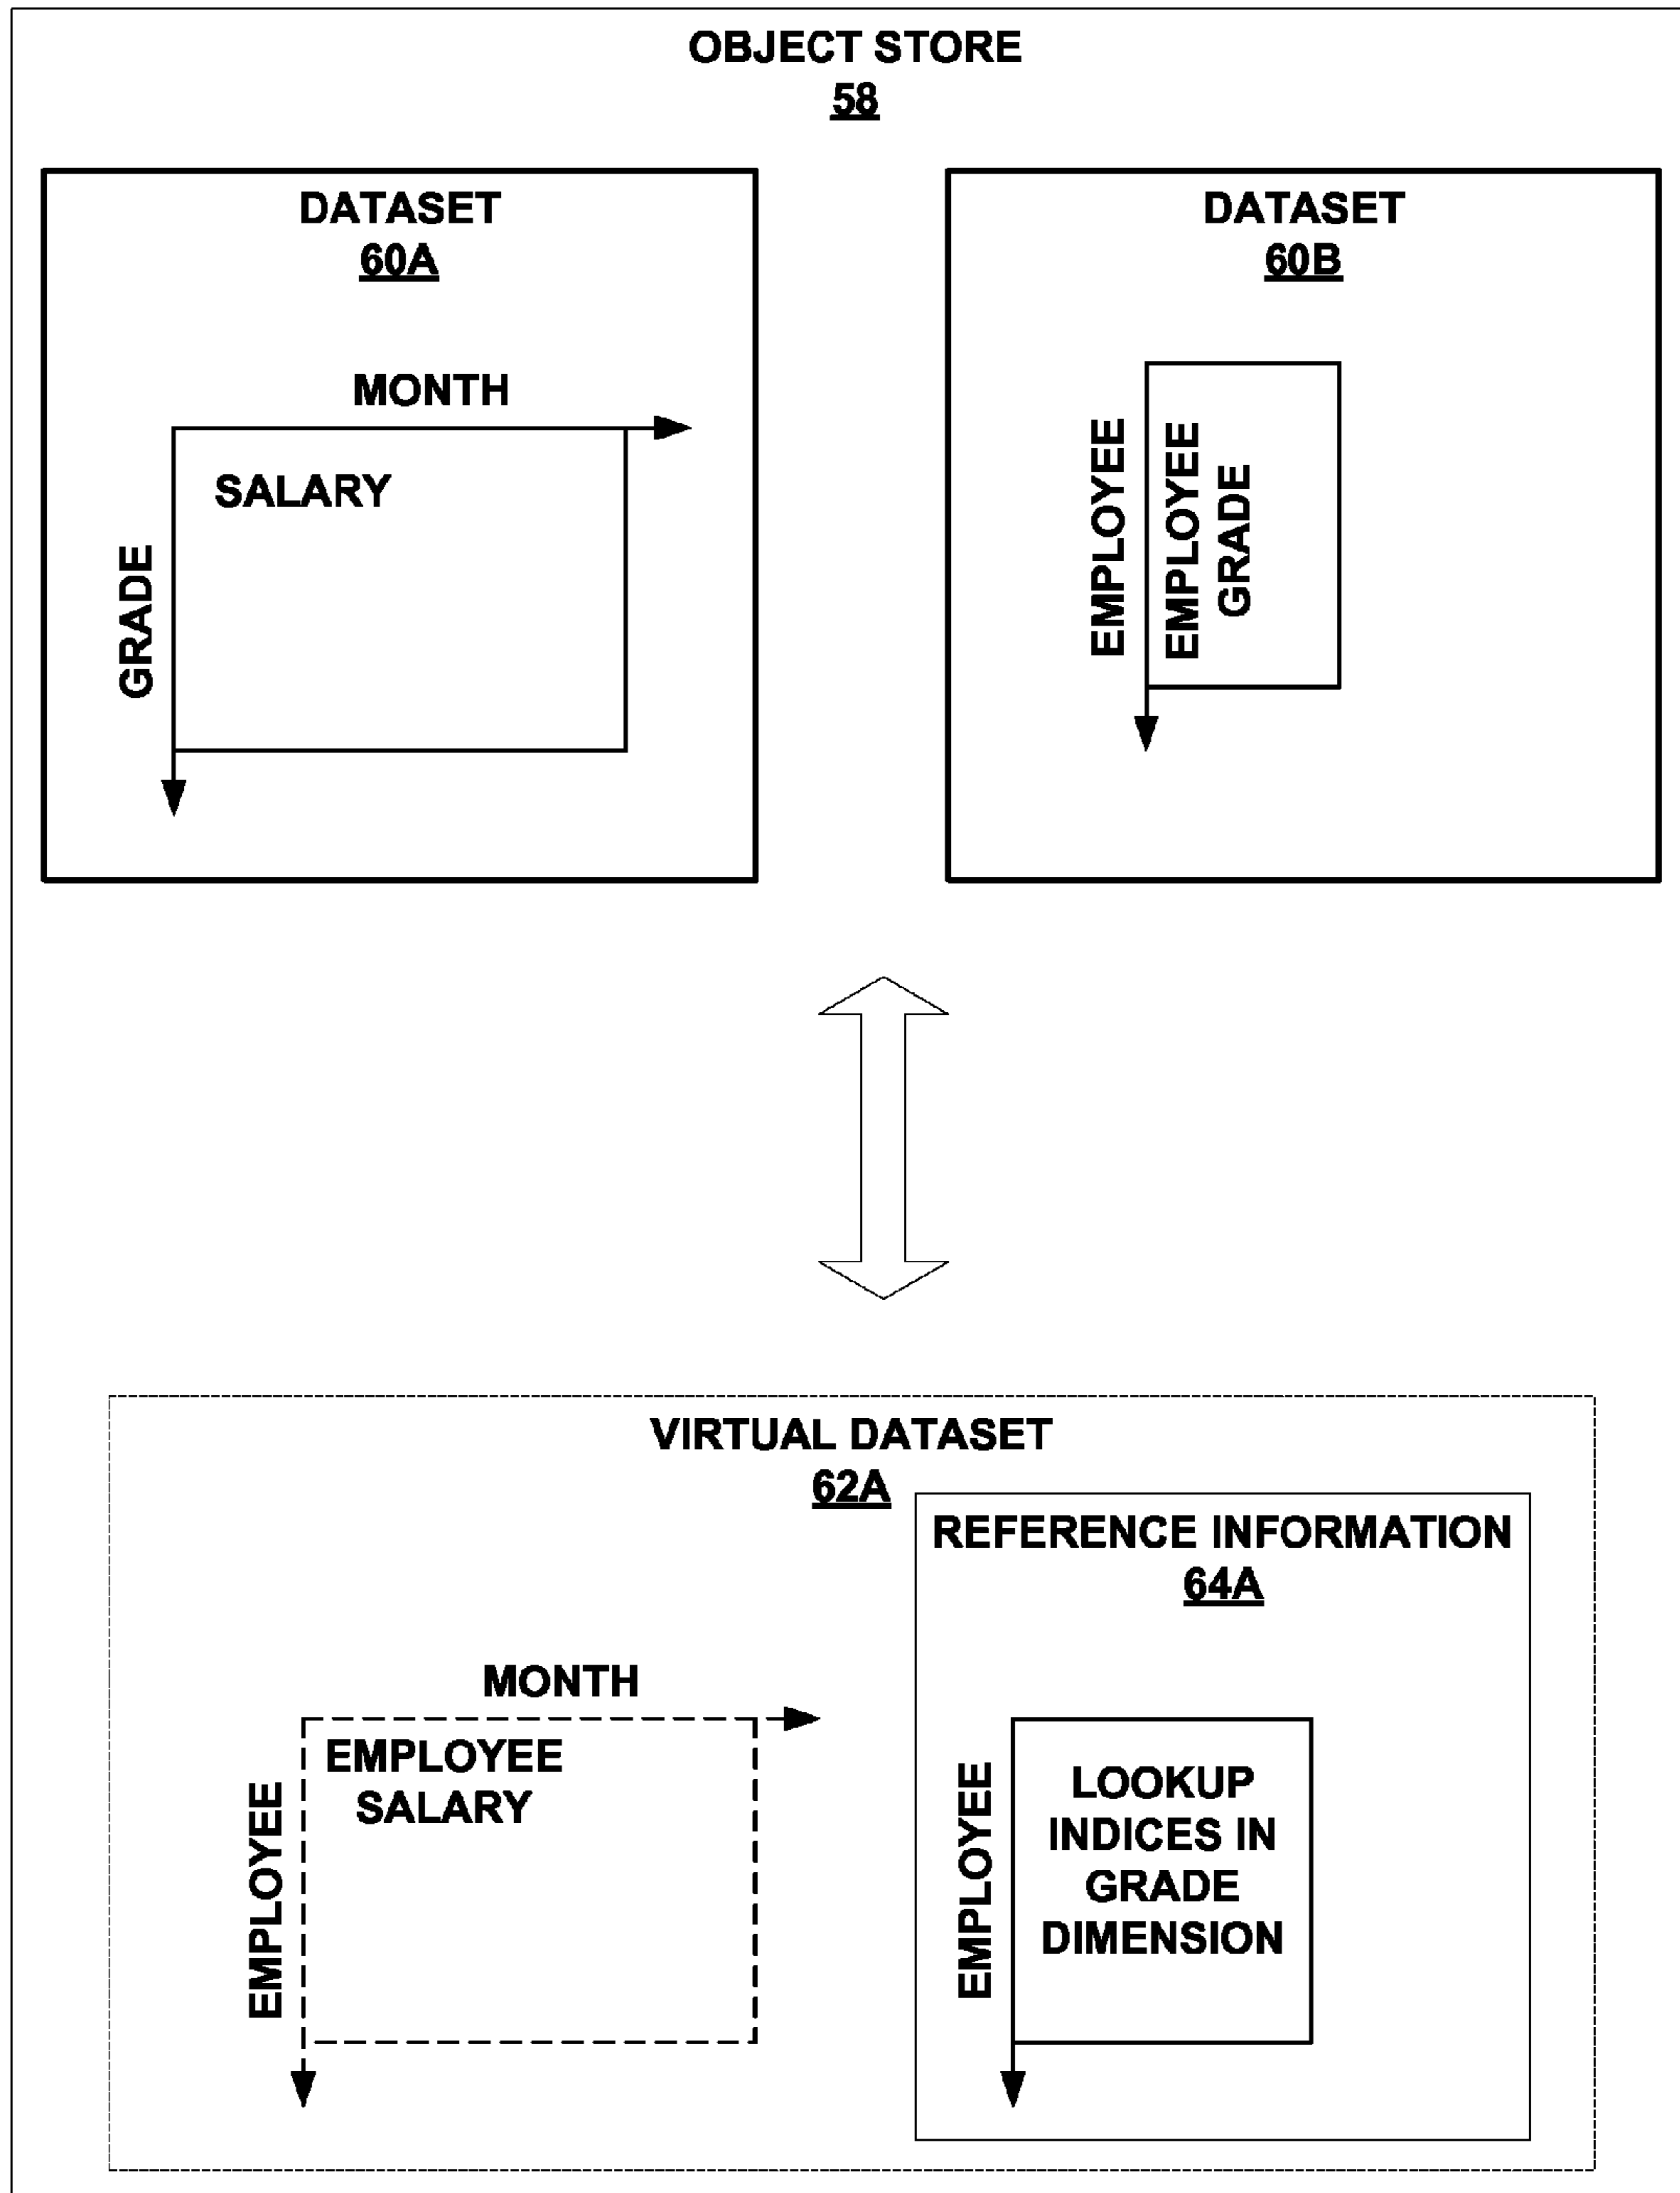 OBJECT STORE
58
DATASET
60A
MONTH
SALARY
GRADE
DATASET
60B
EMPLOYEE
EMPLOYEE
GRADE
VIRTUAL DATASET
62A
MONTH
EMPLOYEE
SALARY
EMPLOYEE
REFERENCE INFORMATION
64A
EMPLOYEE
LOOKUP
INDICES IN
GRADE
DIMENSION